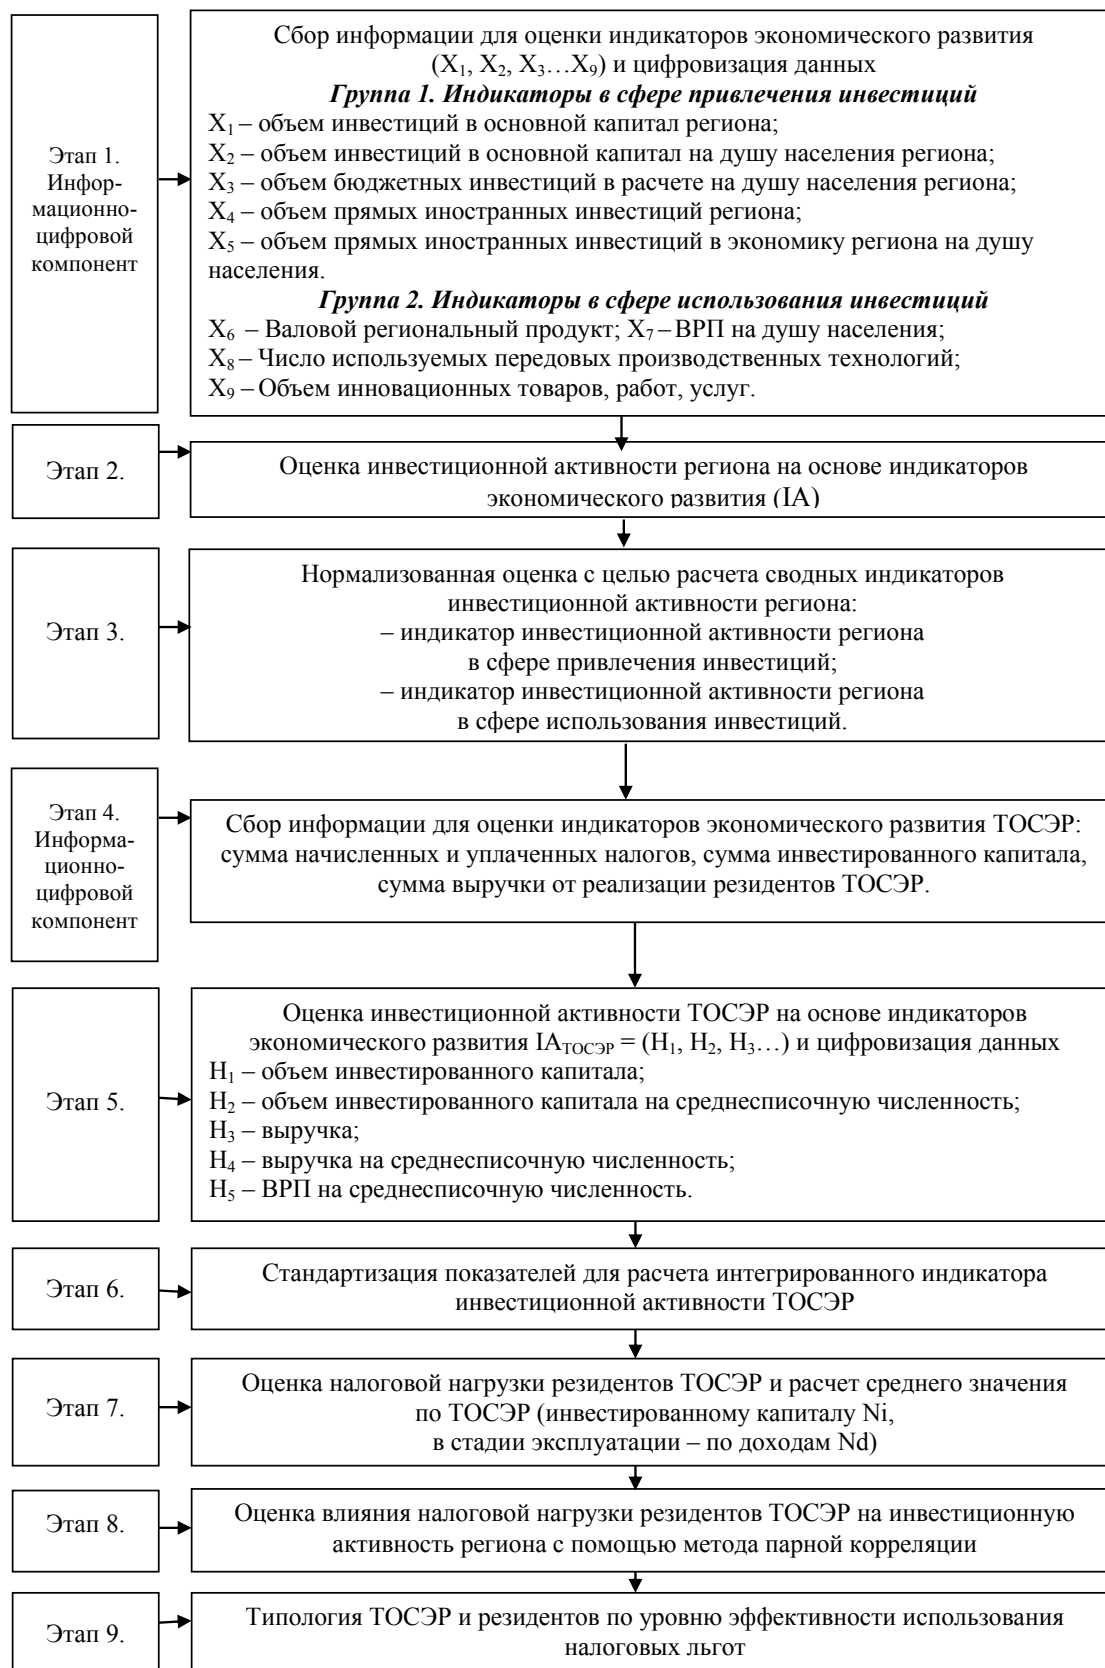 Этап 1.
Инфор-
мационно-
цифровой
компонент
Сбор информации для оценки индикаторов экономического развития
(X₁, X₂, X₃…X₉) и цифровизация данных
Группа 1. Индикаторы в сфере привлечения инвестиций
X₁ – объем инвестиций в основной капитал региона;
X₂ – объем инвестиций в основной капитал на душу населения региона;
X₃ – объем бюджетных инвестиций в расчете на душу населения региона;
X₄ – объем прямых иностранных инвестиций региона;
X₅ – объем прямых иностранных инвестиций в экономику региона на душу
населения.
Группа 2. Индикаторы в сфере использования инвестиций
X₆ – Валовой региональный продукт; X₇ – ВРП на душу населения;
X₈ – Число используемых передовых производственных технологий;
X₉ – Объем инновационных товаров, работ, услуг.
Этап 2.
Оценка инвестиционной активности региона на основе индикаторов
экономического развития (IA)
Этап 3.
Нормализованная оценка с целью расчета сводных индикаторов
инвестиционной активности региона:
– индикатор инвестиционной активности региона
в сфере привлечения инвестиций;
– индикатор инвестиционной активности региона
в сфере использования инвестиций.
Этап 4.
Информа-
ционно-
цифровой
компонент
Сбор информации для оценки индикаторов экономического развития ТОСЭР:
сумма начисленных и уплаченных налогов, сумма инвестированного капитала,
сумма выручки от реализации резидентов ТОСЭР.
Этап 5.
Оценка инвестиционной активности ТОСЭР на основе индикаторов
экономического развития IAТОСЭР = (H₁, H₂, H₃…) и цифровизация данных
H₁ – объем инвестированного капитала;
H₂ – объем инвестированного капитала на среднесписочную численность;
H₃ – выручка;
H₄ – выручка на среднесписочную численность;
H₅ – ВРП на среднесписочную численность.
Этап 6.
Стандартизация показателей для расчета интегрированного индикатора
инвестиционной активности ТОСЭР
Этап 7.
Оценка налоговой нагрузки резидентов ТОСЭР и расчет среднего значения
по ТОСЭР (инвестированному капиталу Ni,
в стадии эксплуатации – по доходам Nd)
Этап 8.
Оценка влияния налоговой нагрузки резидентов ТОСЭР на инвестиционную
активность региона с помощью метода парной корреляции
Этап 9.
Типология ТОСЭР и резидентов по уровню эффективности использования
налоговых льгот